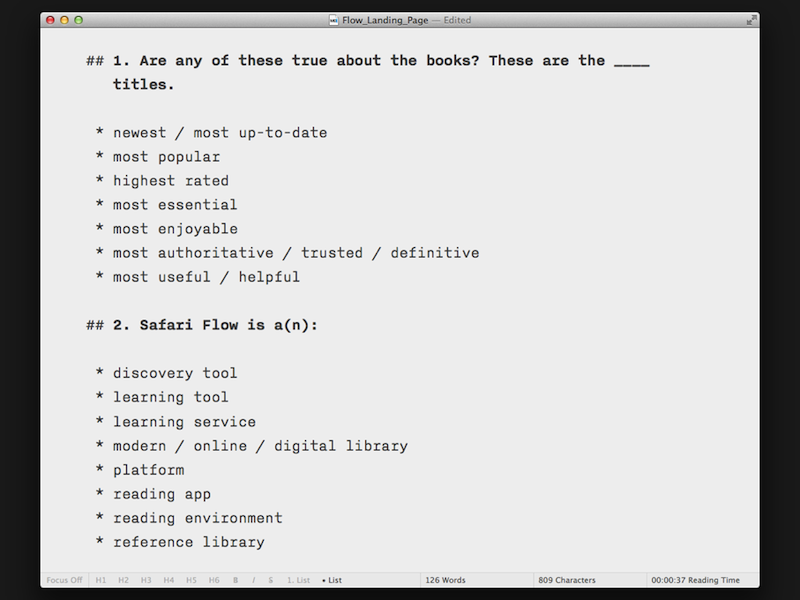 Flow_Landing_Page — Edited
## 1. Are any of these true about the books? These are the ____
titles.
* newest / most up-to-date
* most popular
* highest rated
* most essential
* most enjoyable
* most authoritative / trusted / definitive
* most useful / helpful
## 2. Safari Flow is a(n):
* discovery tool
* learning tool
* learning service
* modern / online / digital library
* platform
* reading app
* reading environment
* reference library
Focus Off H1 H2 H3 H4 H5 H6 B I S 1. List • List 126 Words 809 Characters 00:00:37 Reading Time